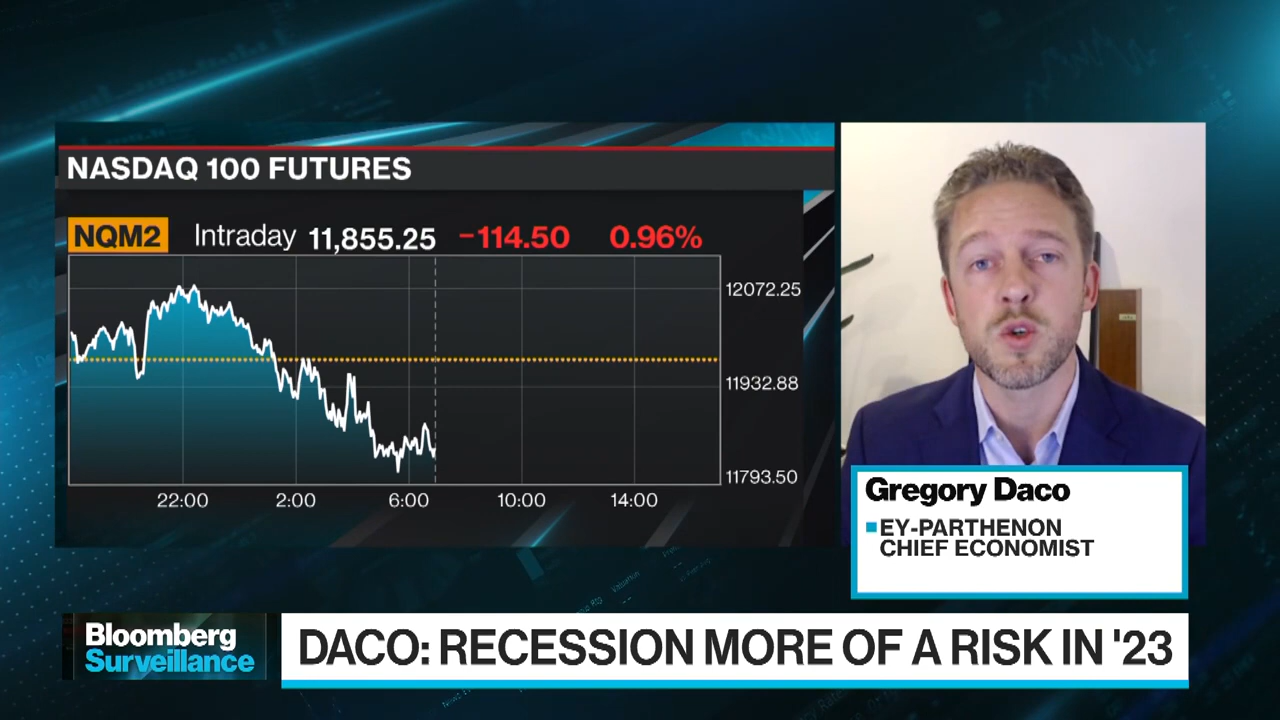 NASDAQ 100 FUTURES
NQM2 Intraday 11,855.25 -114.50 0.96%
12072.25
11932.88
11793.50
22:00 2:00 6:00 10:00 14:00
Gregory Daco
EY-PARTHENON
CHIEF ECONOMIST
Bloomberg
Surveillance
DACO: RECESSION MORE OF A RISK IN '23